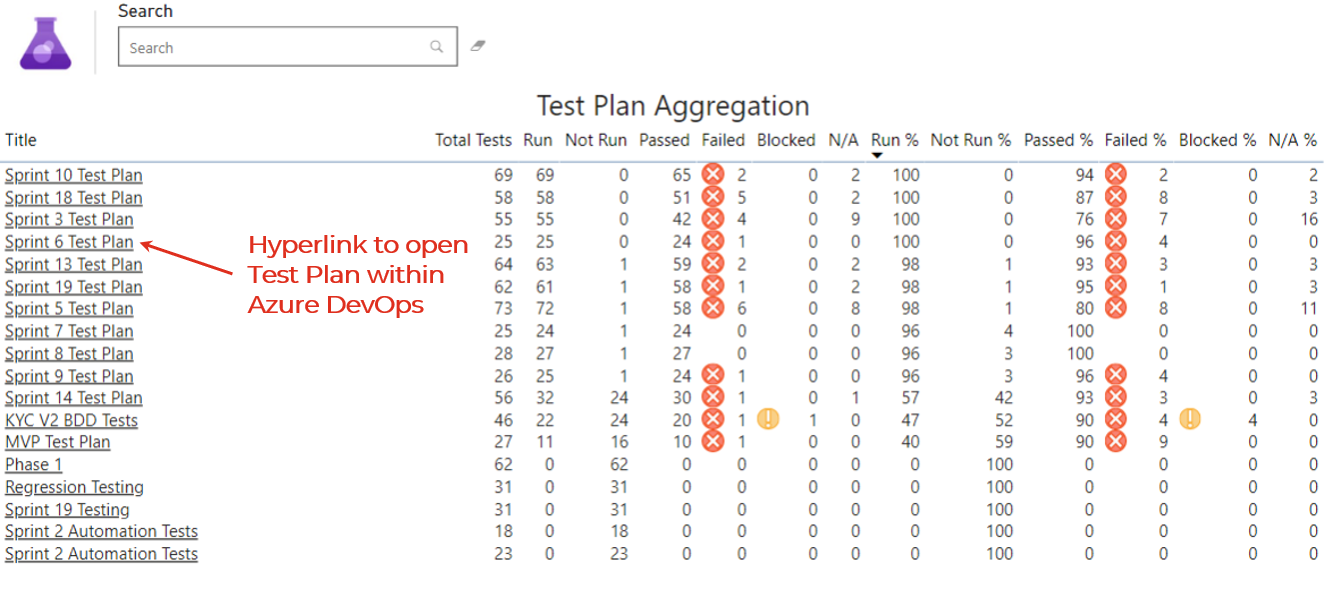 Search
Search
Test Plan Aggregation
Title Total Tests Run Not Run Passed Failed Blocked N/A Run % Not Run % Passed % Failed % Blocked % N/A %
Sprint 10 Test Plan 69 69 0 65 2 0 2 100 0 94 2 0 2
Sprint 18 Test Plan 58 58 0 51 5 0 2 100 0 87 8 0 3
Sprint 3 Test Plan 55 55 0 42 4 0 9 100 0 76 7 0 16
Sprint 6 Test Plan 25 25 0 24 1 0 0 100 0 96 4 0 0
Hyperlink to open
Test Plan within
Azure DevOps
Sprint 13 Test Plan 64 63 1 59 2 0 2 98 1 93 3 0 3
Sprint 19 Test Plan 62 61 1 58 1 0 2 98 1 95 1 0 3
Sprint 5 Test Plan 73 72 1 58 6 0 8 98 1 80 8 0 11
Sprint 7 Test Plan 25 24 1 24 0 0 0 96 4 100 0 0 0
Sprint 8 Test Plan 28 27 1 27 0 0 0 96 3 100 0 0 0
Sprint 9 Test Plan 26 25 1 24 1 0 0 96 3 96 4 0 0
Sprint 14 Test Plan 56 32 24 30 1 0 1 57 42 93 3 0 3
KYC V2 BDD Tests 46 22 24 20 1 1 0 47 52 90 4 4 0
MVP Test Plan 27 11 16 10 1 0 0 40 59 90 9 0 0
Phase 1 62 0 62 0 0 0 0 0 100 0 0 0 0
Regression Testing 31 0 31 0 0 0 0 0 100 0 0 0 0
Sprint 19 Testing 31 0 31 0 0 0 0 0 100 0 0 0 0
Sprint 2 Automation Tests 18 0 18 0 0 0 0 0 100 0 0 0 0
Sprint 2 Automation Tests 23 0 23 0 0 0 0 0 100 0 0 0 0